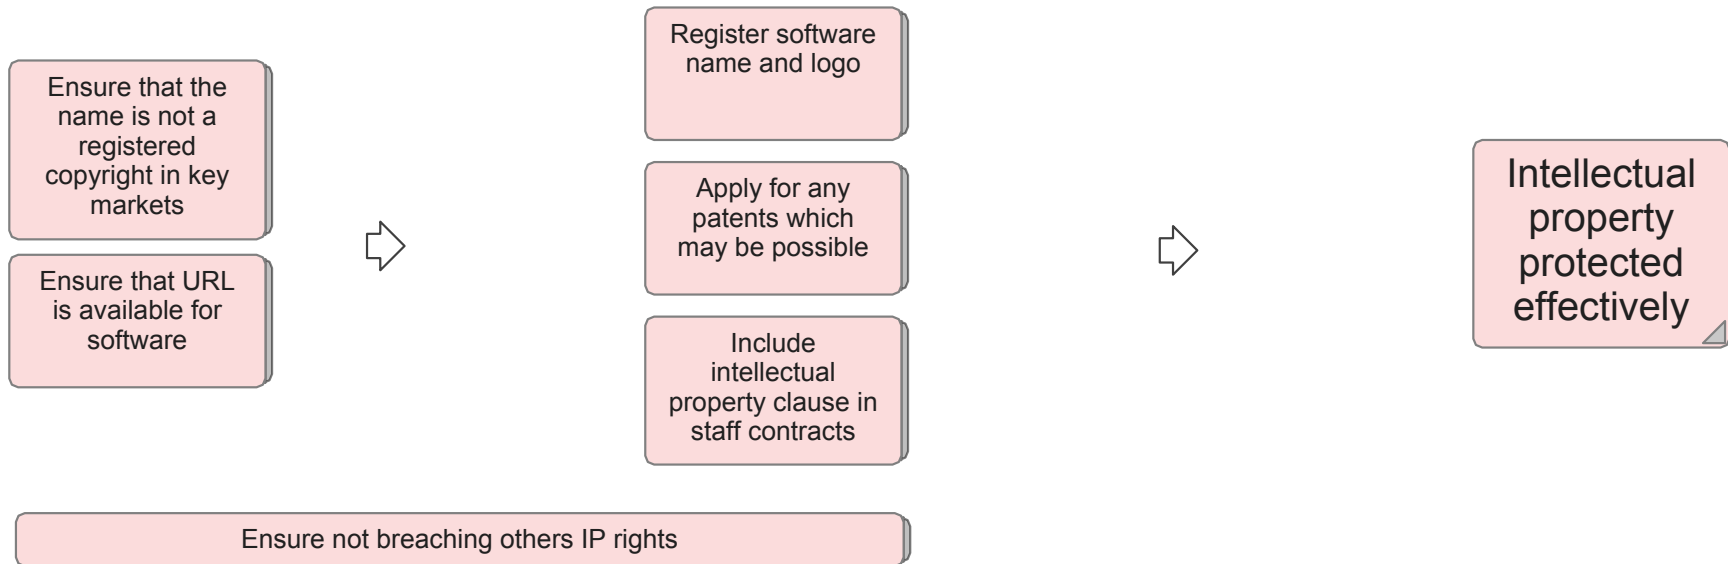 Ensure that the
name is not a
registered
copyright in key
markets
Ensure that URL
is available for
software
Register software
name and logo
Apply for any
patents which
may be possible
Include
intellectual
property clause in
staff contracts
Ensure not breaching others IP rights
Intellectual
property
protected
effectively